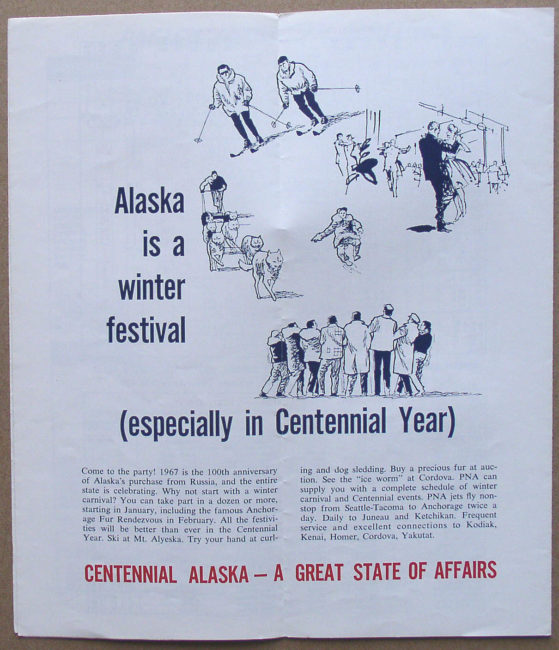 Alaska
is a
winter
festival
(especially in Centennial Year)
Come to the party! 1967 is the 100th anniversary
of Alaska's purchase from Russia, and the entire
state is celebrating. Why not start with a winter
carnival? You can take part in a dozen or more,
starting in January, including the famous Anchor-
age Fur Rendezvous in February. All the festivi-
ties will be better than ever in the Centennial
Year. Ski at Mt. Alyeska. Try your hand at curl-
ing and dog sledding. Buy a precious fur at auc-
tion. See the "ice worm" at Cordova. PNA can
supply you with a complete schedule of winter
carnival and Centennial events. PNA jets fly non-
stop from Seattle-Tacoma to Anchorage twice a
day. Daily to Juneau and Ketchikan. Frequent
service and excellent connections to Kodiak,
Kenai, Homer, Cordova, Yakutat.
CENTENNIAL ALASKA — A GREAT STATE OF AFFAIRS